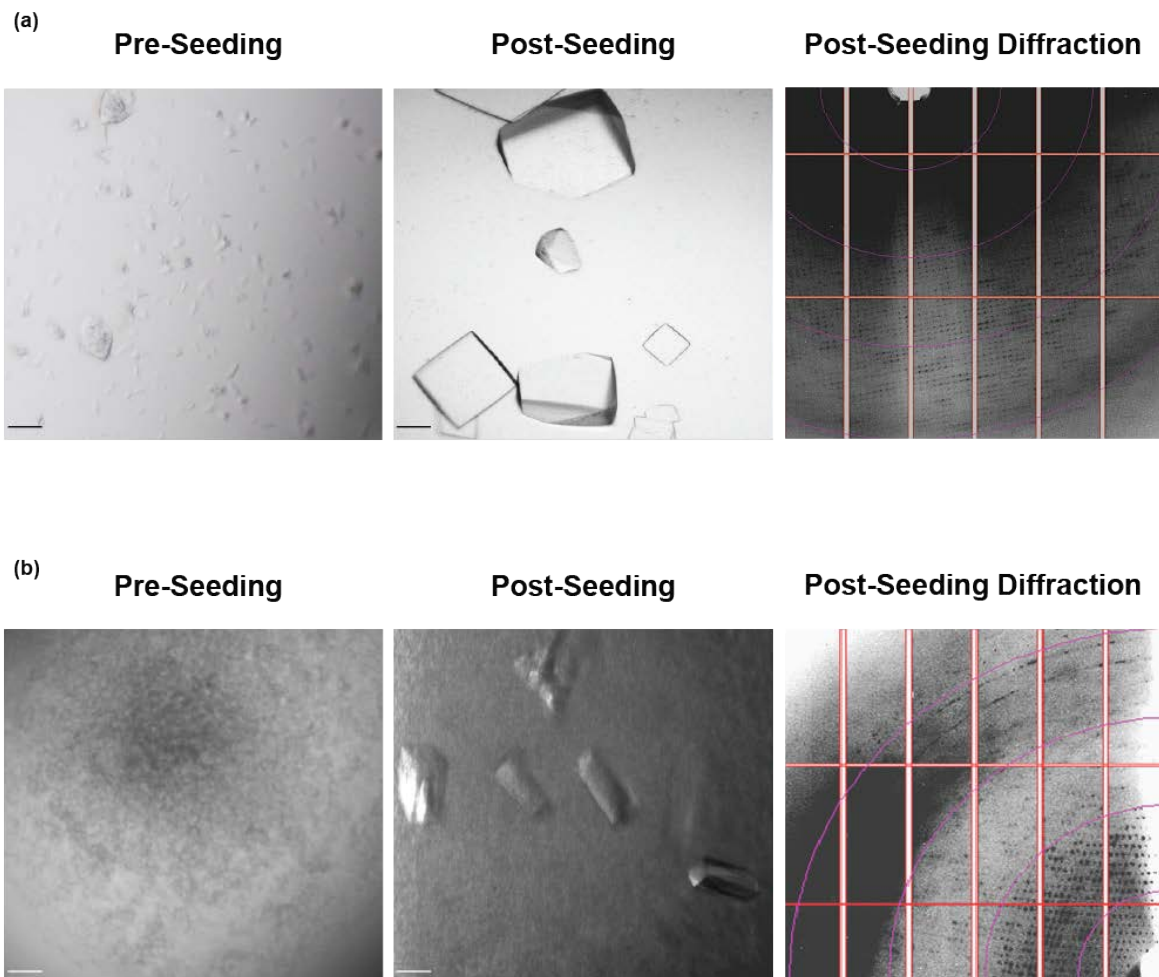 (a)
Pre-Seeding
Post-Seeding
Post-Seeding Diffraction
(b)
Pre-Seeding
Post-Seeding
Post-Seeding Diffraction